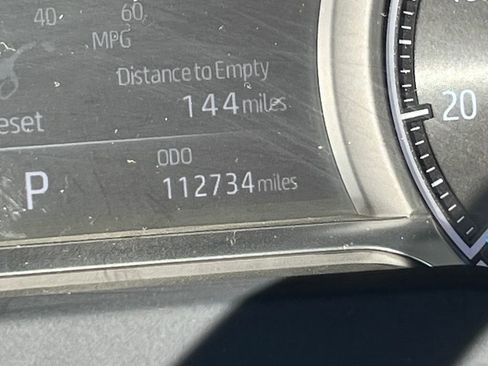 40 60
MPG
Distance to Empty
144 miles
eset
20
ODO
P 112734 miles